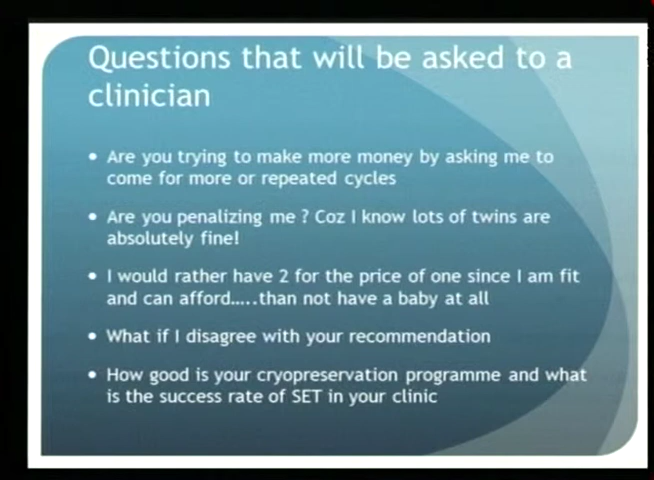 Questions that will be asked to a
clinician
• Are you trying to make more money by asking me to
come for more or repeated cycles
• Are you penalizing me ? Coz I know lots of twins are
absolutely fine!
• I would rather have 2 for the price of one since I am fit
and can afford…..than not have a baby at all
• What if I disagree with your recommendation
• How good is your cryopreservation programme and what
is the success rate of SET in your clinic